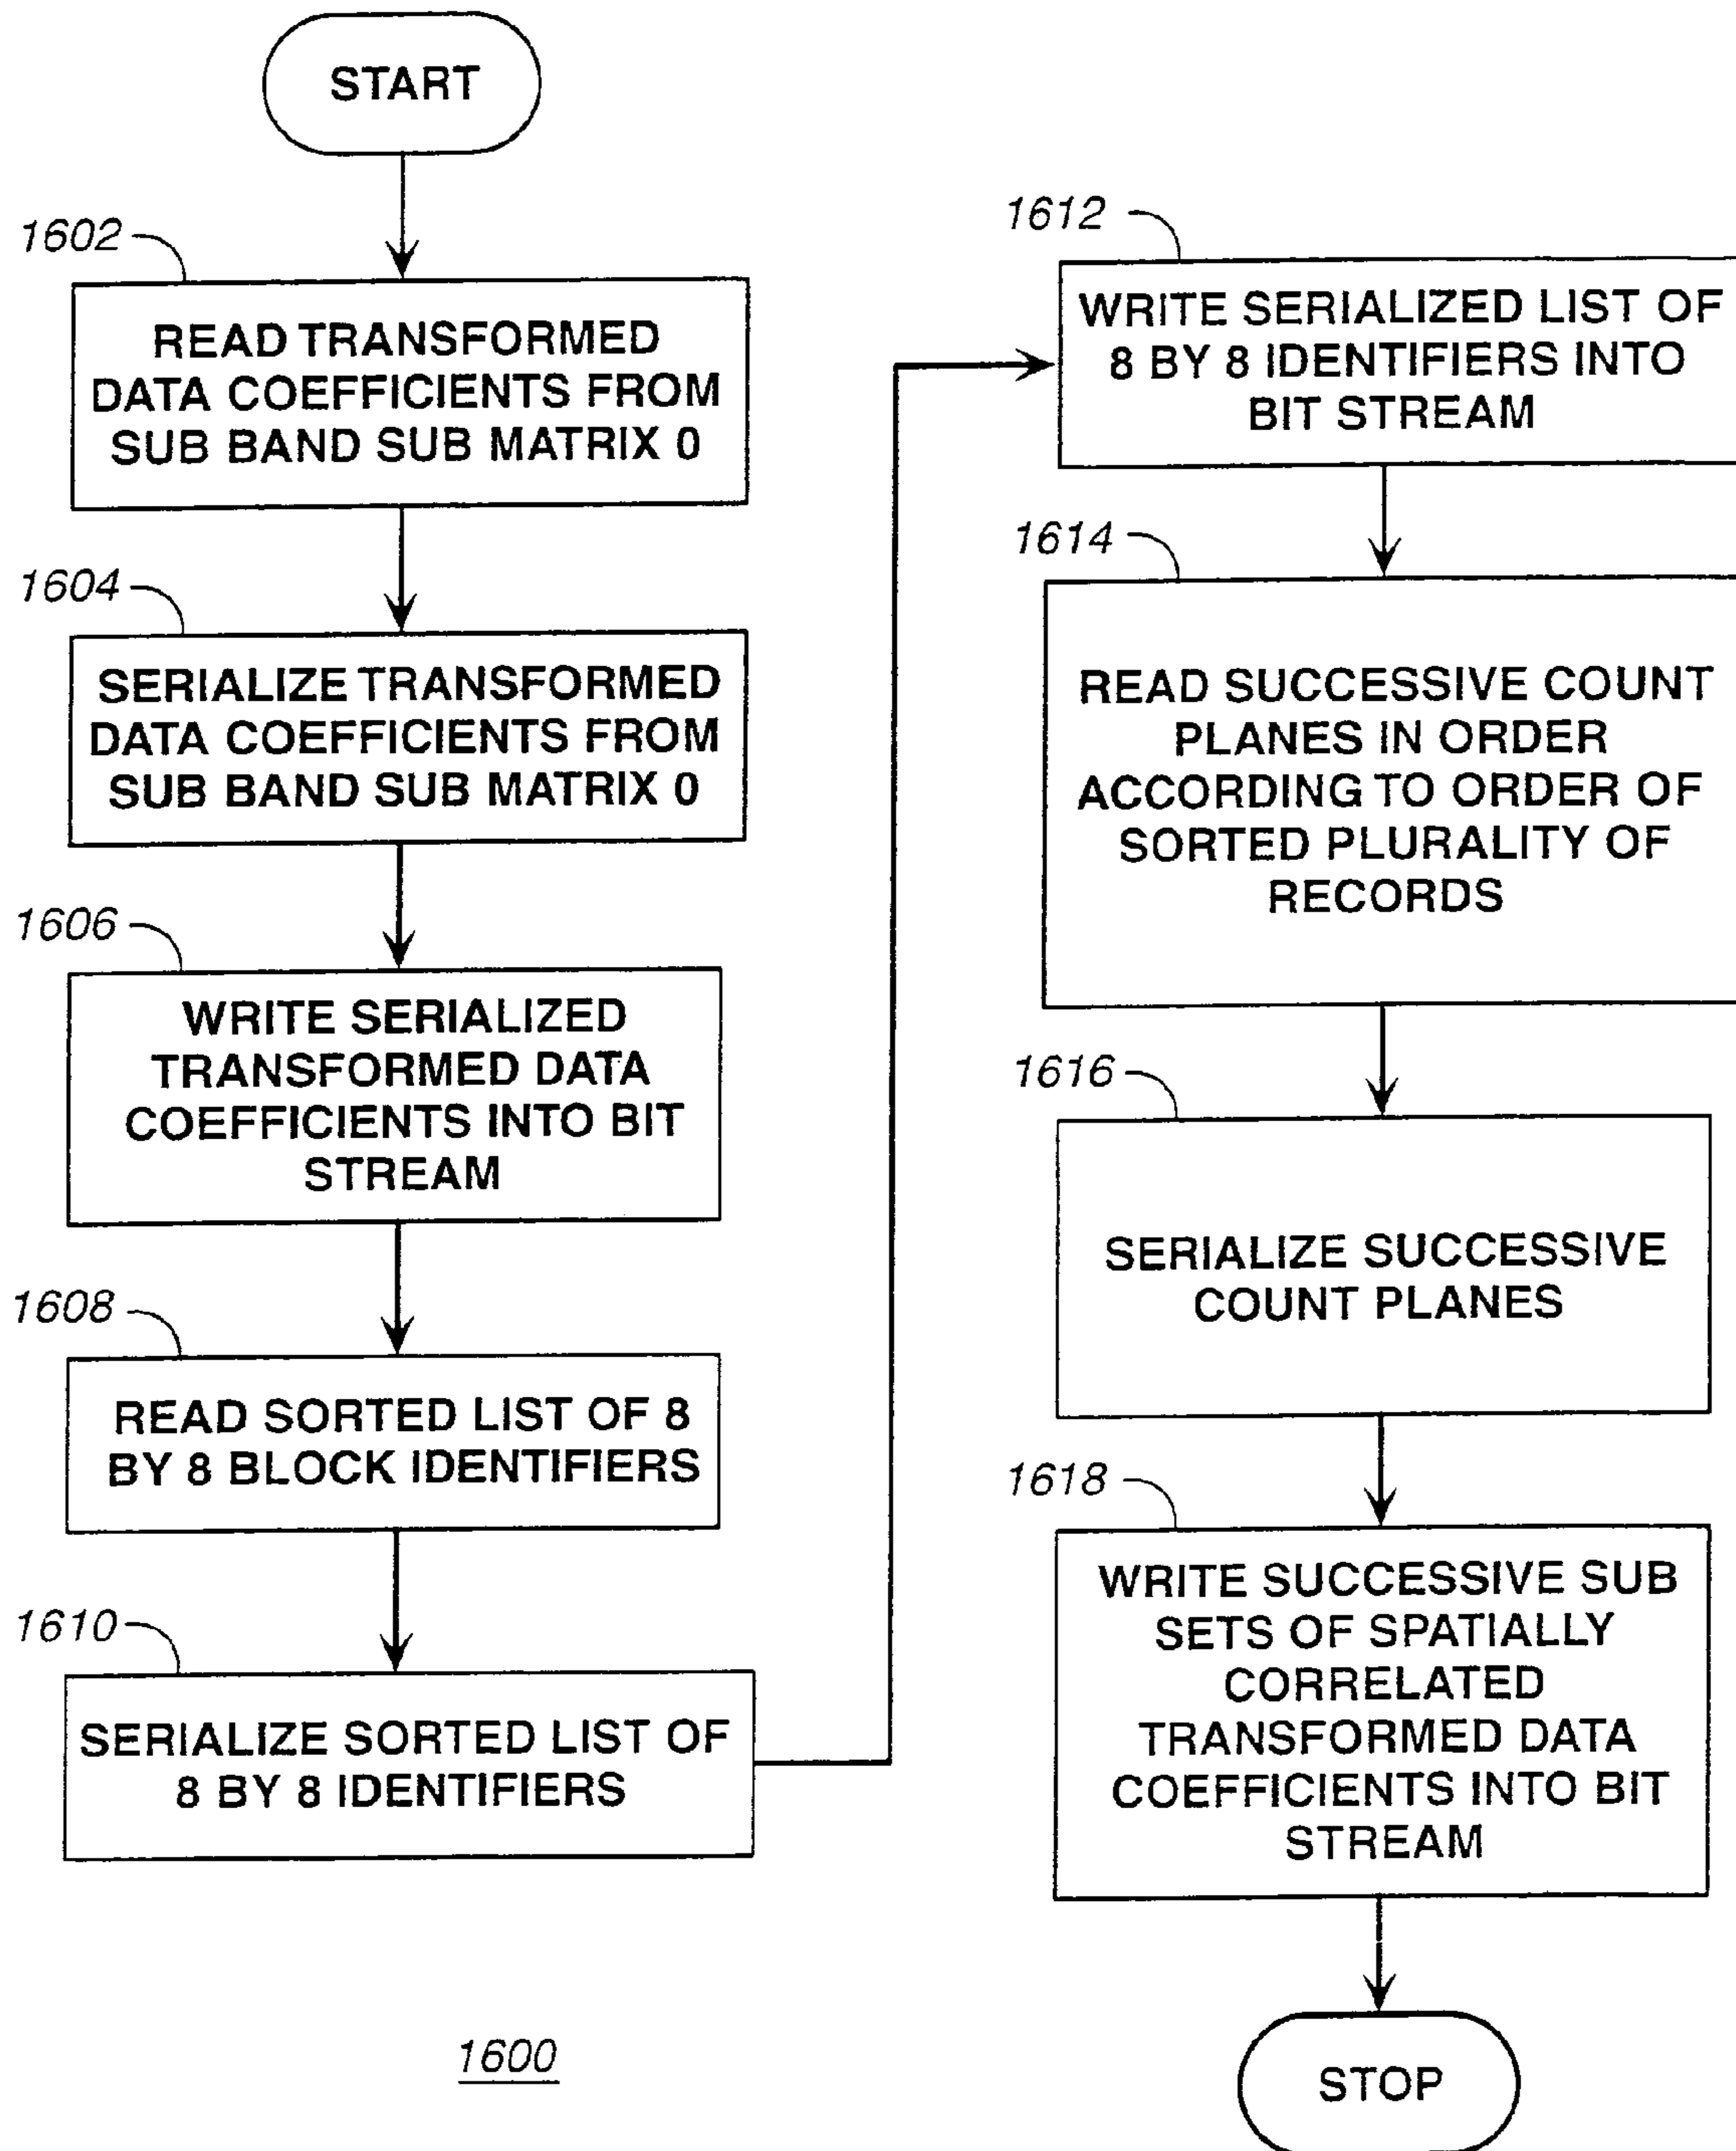 START
1602
READ TRANSFORMED
DATA COEFFICIENTS FROM
SUB BAND SUB MATRIX 0
1604
SERIALIZE TRANSFORMED
DATA COEFFICIENTS FROM
SUB BAND SUB MATRIX 0
1606
WRITE SERIALIZED
TRANSFORMED DATA
COEFFICIENTS INTO BIT
STREAM
1608
READ SORTED LIST OF 8
BY 8 BLOCK IDENTIFIERS
1610
SERIALIZE SORTED LIST OF
8 BY 8 IDENTIFIERS
1612
WRITE SERIALIZED LIST OF
8 BY 8 IDENTIFIERS INTO
BIT STREAM
1614
READ SUCCESSIVE COUNT
PLANES IN ORDER
ACCORDING TO ORDER OF
SORTED PLURALITY OF
RECORDS
1616
SERIALIZE SUCCESSIVE
COUNT PLANES
1618
WRITE SUCCESSIVE SUB
SETS OF SPATIALLY
CORRELATED
TRANSFORMED DATA
COEFFICIENTS INTO BIT
STREAM
STOP
1600